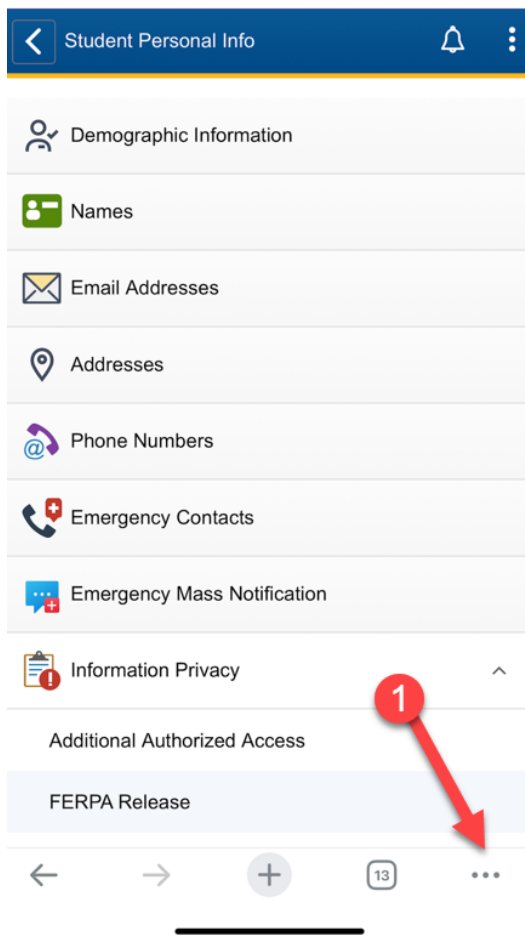 Student Personal Info
Demographic Information
Names
Email Addresses
Addresses
@
Phone Numbers
Emergency Contacts
Emergency Mass Notification
Information Privacy
1
Additional Authorized Access
FERPA Release
13